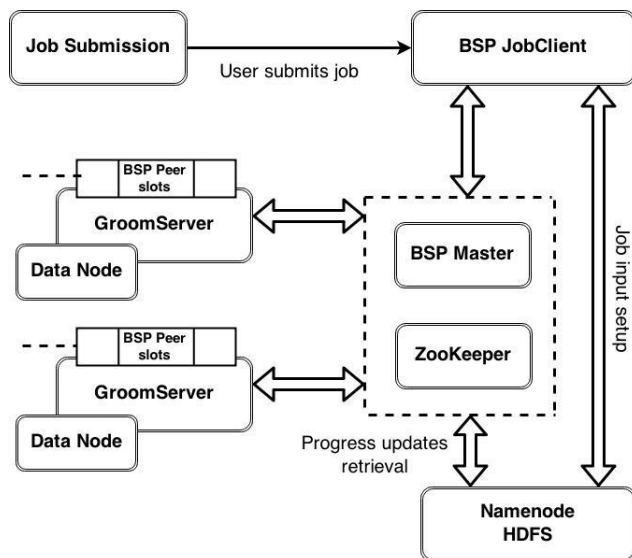 Job Submission
User submits job
BSP JobClient
BSP Peer
slots
GroomServer
Data Node
BSP Master
ZooKeeper
Job input setup
BSP Peer
slots
GroomServer
Data Node
Progress updates
retrieval
Namenode
HDFS